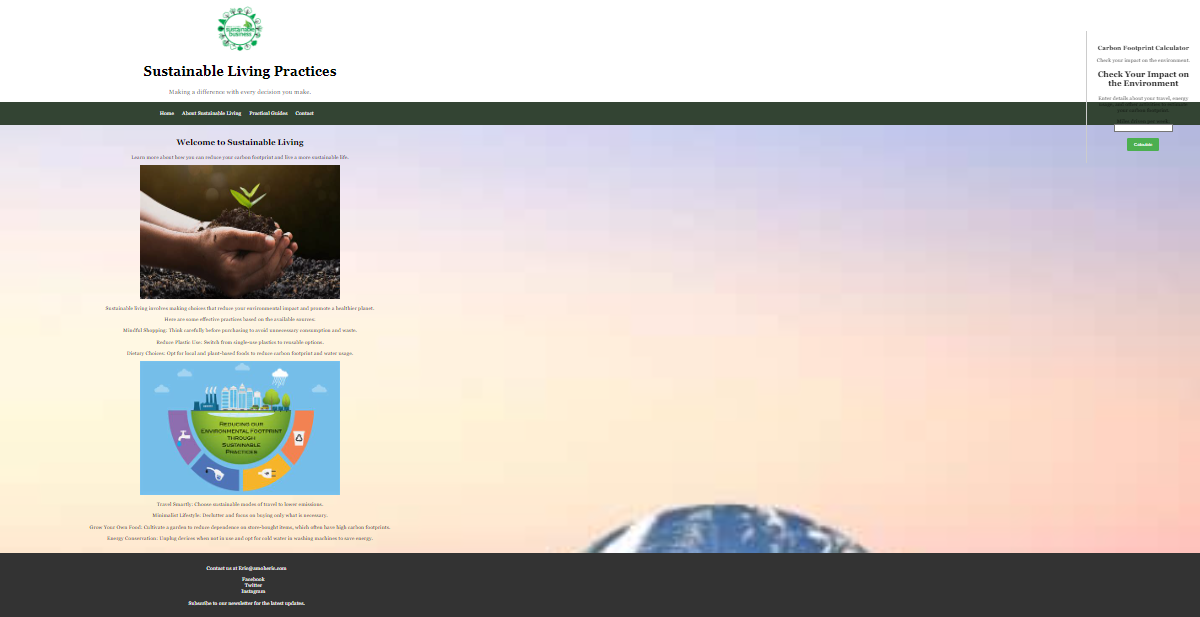 sustainable
business
Sustainable Living Practices
Making a difference with every decision you make.
Home About Sustainable Living Practical Guides Contact
Carbon Footprint Calculator
Check your impact on the environment.
Check Your Impact on
the Environment
Enter details about your travel, energy
Calculate
Welcome to Sustainable Living
Learn more about how you can reduce your carbon footprint and live a more sustainable life.
Sustainable living involves making choices that reduce your environmental impact and promote a healthier planet.
Here are some effective practices based on the available sources.
Mindful Shopping: Think carefully before purchasing to avoid unnecessary consumption and waste.
Reduce Plastic Use: Switch from single-use plastics to reusable options.
Dietary Choices: Opt for local and plant-based foods to reduce carbon footprint and water usage.
Reducing our
Environmental Footprint
through
Sustainable
Practices
Travel Smartly: Choose sustainable modes of travel to lower emissions.
Minimalist Lifestyle: Declutter and focus on buying only what is necessary.
Grow Your Own Food: Cultivate a garden to reduce dependence on store-bought items, which often have high carbon footprints.
Energy Conservation: Unplug devices when not in use and opt for cold water in washing machines to save energy.
Contact us at
Facebook
Twitter
Instagram
Subscribe to our newsletter for the latest updates.